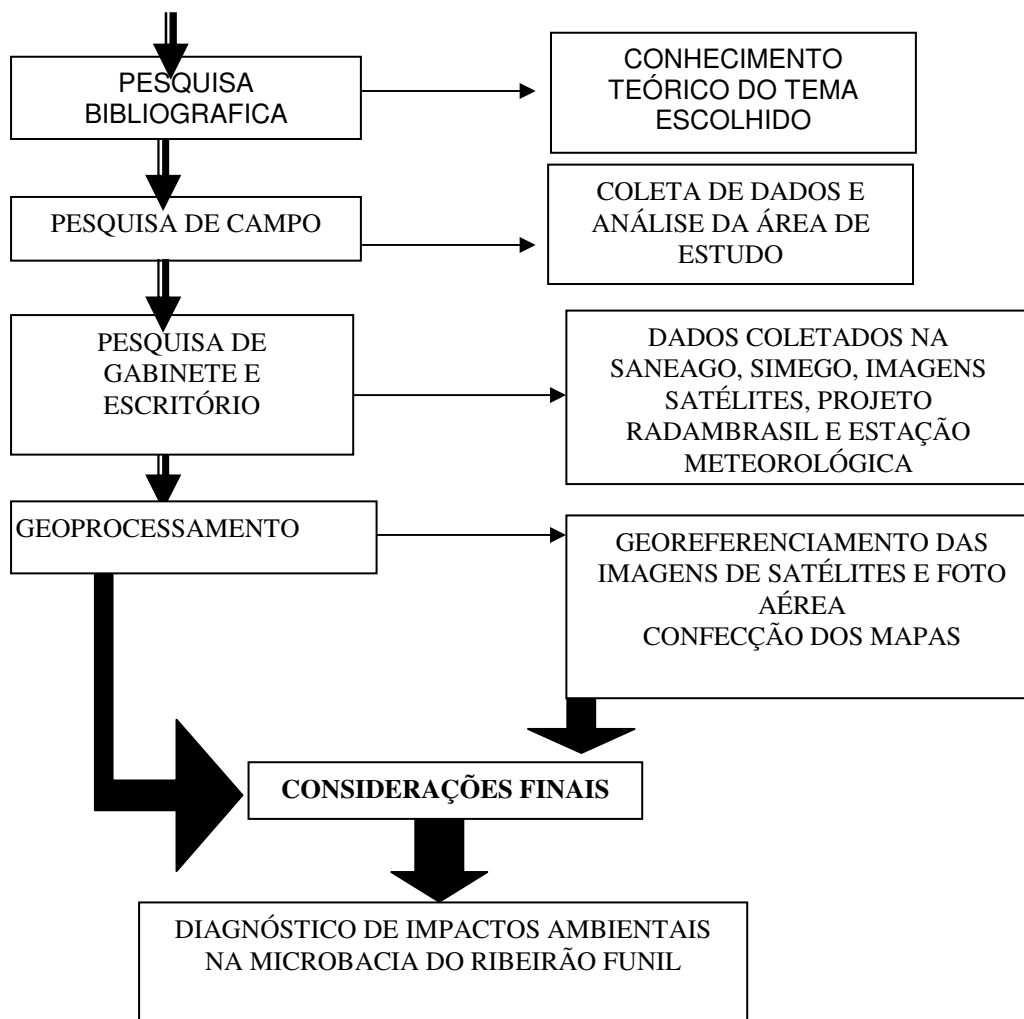 PESQUISA
BIBLIOGRAFICA
CONHECIMENTO
TEÓRICO DO TEMA
ESCOLHIDO
PESQUISA DE CAMPO
COLETA DE DADOS E
ANÁLISE DA ÁREA DE
ESTUDO
PESQUISA DE
GABINETE E
ESCRITÓRIO
DADOS COLETADOS NA
SANEAGO, SIMEGO, IMAGENS
SATÉLITES, PROJETO
RADAMBRASIL E ESTAÇÃO
METEOROLÓGICA
GEOPROCESSAMENTO
GEOREFERENCIAMENTO DAS
IMAGENS DE SATÉLITES E FOTO
AÉREA
CONFECÇÃO DOS MAPAS
CONSIDERAÇÕES FINAIS
DIAGNÓSTICO DE IMPACTOS AMBIENTAIS
NA MICROBACIA DO RIBEIRÃO FUNIL